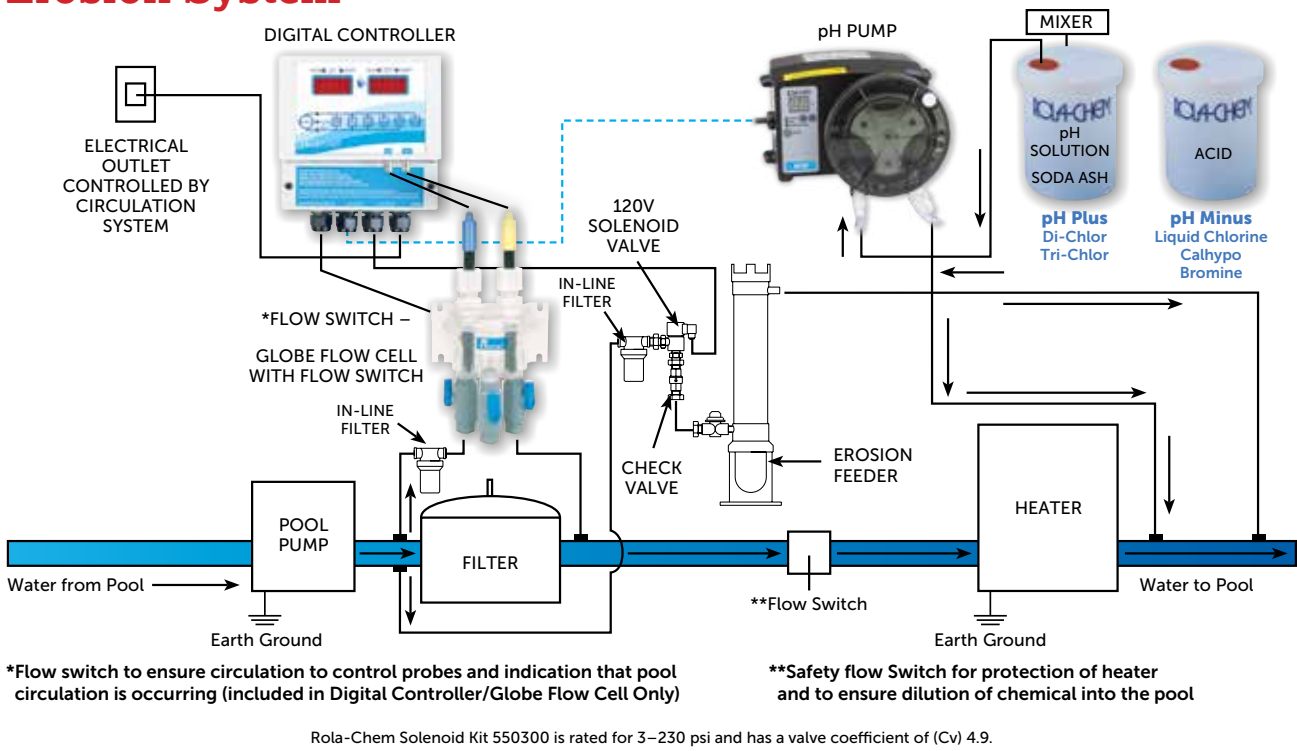 Erosion System
DIGITAL CONTROLLER
pH PUMP
MIXER
ELECTRICAL
OUTLET
CONTROLLED BY
CIRCULATION
SYSTEM
ROLA-CHEM
pH
SOLUTION
SODA ASH
ROLA-CHEM
ACID
pH Plus
Di-Chlor
Tri-Chlor
pH Minus
Liquid Chlorine
Calhypo
Bromine
120V
SOLENOID
VALVE
IN-LINE
FILTER
*FLOW SWITCH –
GLOBE FLOW CELL
WITH FLOW SWITCH
IN-LINE
FILTER
CHECK
VALVE
EROSION
FEEDER
POOL
PUMP
FILTER
HEATER
Water from Pool
**Flow Switch
Water to Pool
Earth Ground
Earth Ground
*Flow switch to ensure circulation to control probes and indication that pool
circulation is occurring (included in Digital Controller/Globe Flow Cell Only)
**Safety flow Switch for protection of heater
and to ensure dilution of chemical into the pool
Rola-Chem Solenoid Kit 550300 is rated for 3–230 psi and has a valve coefficient of (Cv) 4.9.